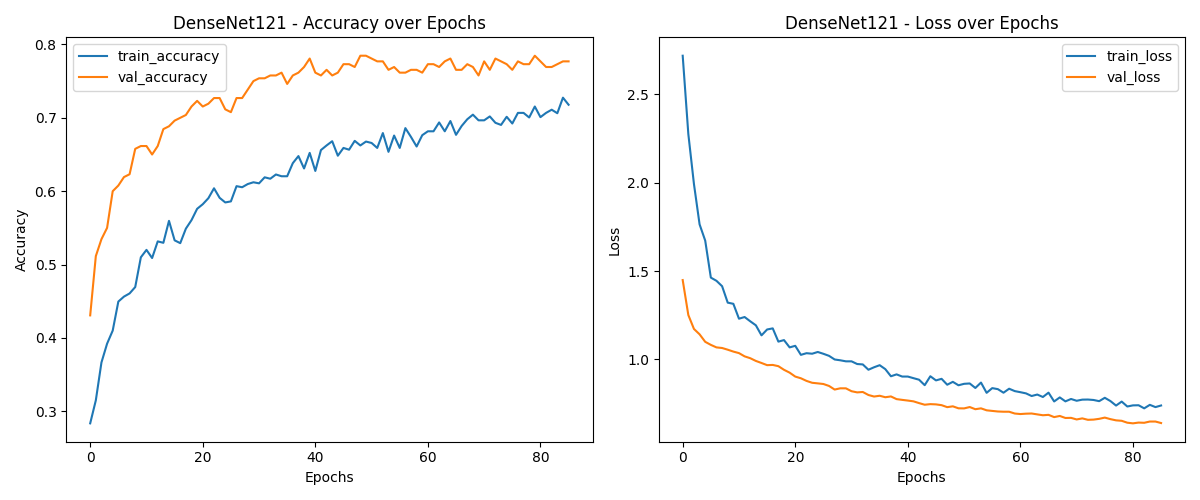 DenseNet121 - Accuracy over Epochs
train_accuracy
val_accuracy
0.8
0.7
0.6
0.5
0.4
0.3
Accuracy
0 20 40 60 80
Epochs
DenseNet121 - Loss over Epochs
train_loss
val_loss
2.5
2.0
1.5
1.0
Loss
0 20 40 60 80
Epochs